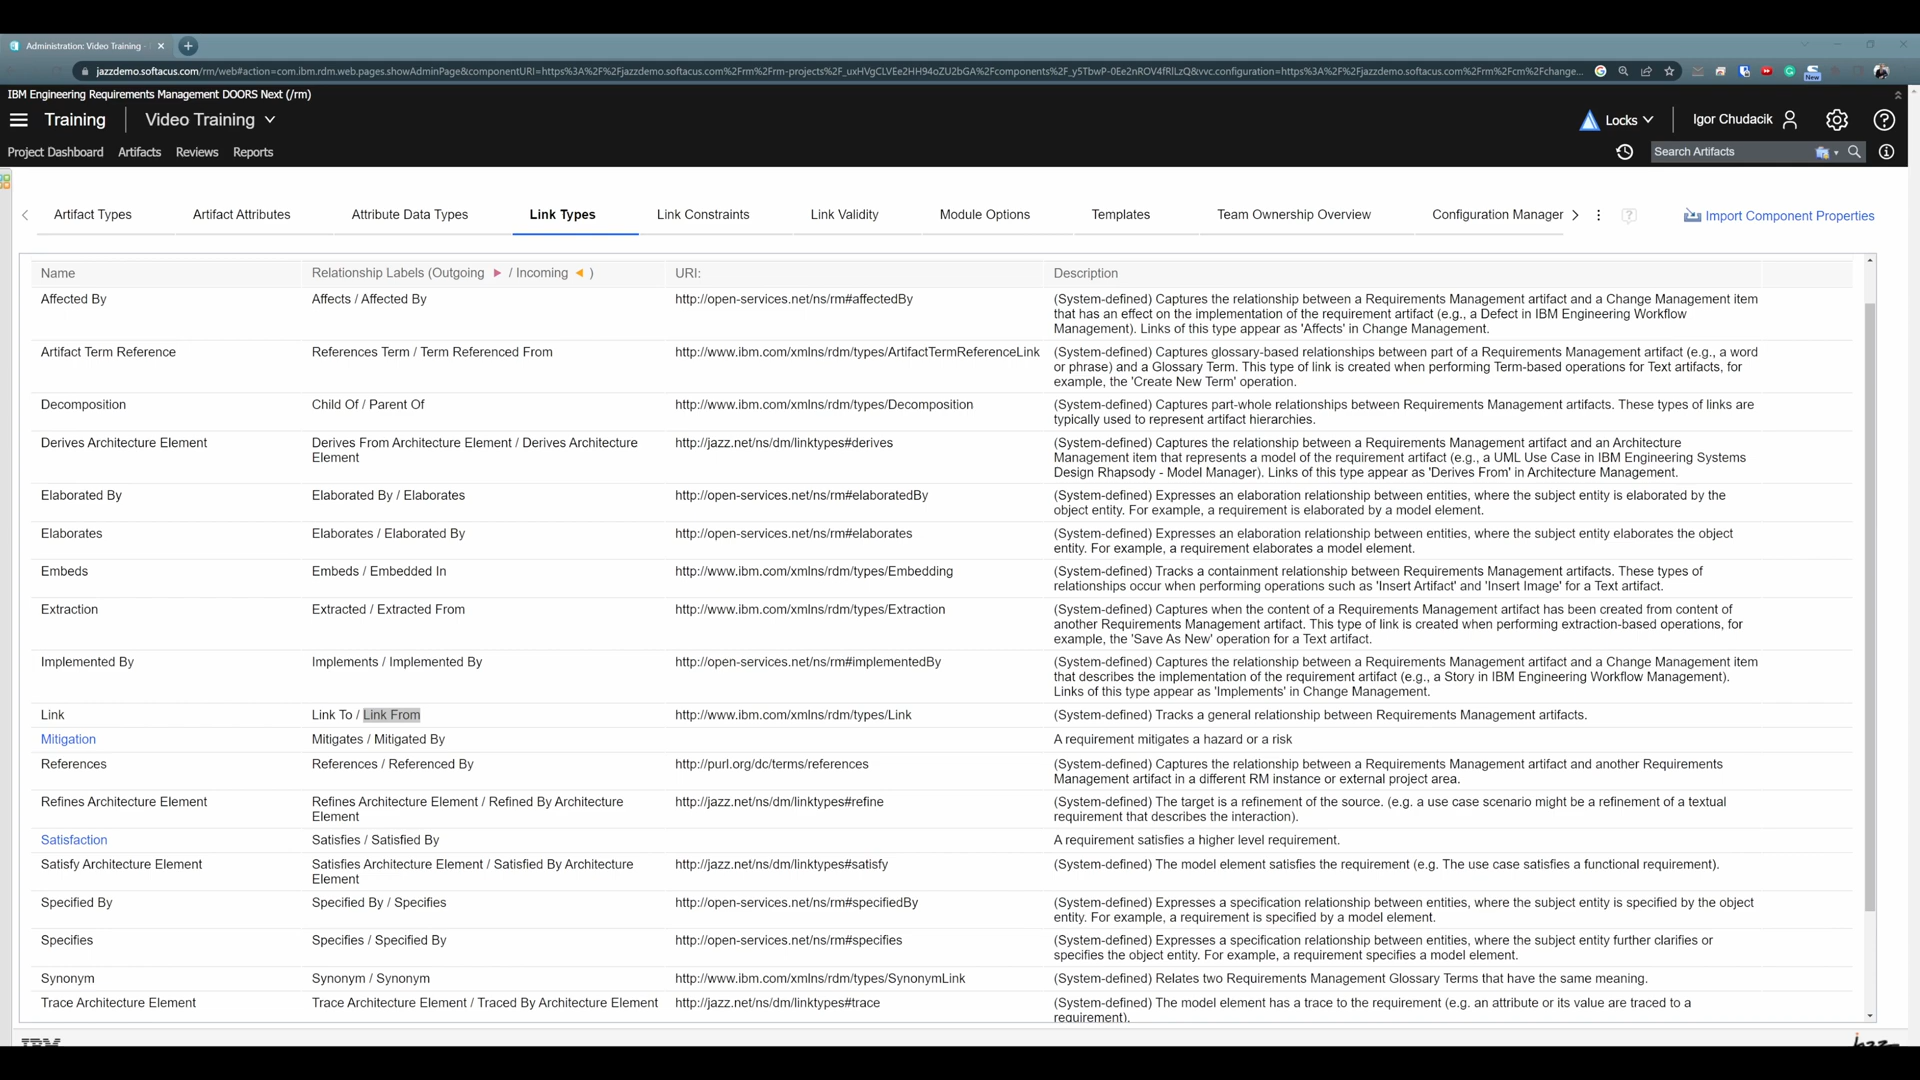 Administration: Video Training
jazzdemo.softacus.com/rm/web#action=com.ibm.rdm.web.pages.showAdminPage&componentURI=https%3A%2F%2Fjazzdemo.softacus.com%2Frm%2Frm-projects%2F_uxHVgCLVEe2HH94oZU2bGA%2Fcomponents%2F_y5TbwP-0Ee2nROV4fRlLzQ&vvc.configuration=https%3A%2F%2Fjazzdemo.softacus.com%2Frm%2Fcm%2Fchange...
New
IBM Engineering Requirements Management DOORS Next (/rm)
Training Video Training Locks Igor Chudacik
Project Dashboard Artifacts Reviews Reports Search Artifacts
Artifact Types Artifact Attributes Attribute Data Types Link Types Link Constraints Link Validity Module Options Templates Team Ownership Overview Configuration Manager Import Component Properties
Name Relationship Labels (Outgoing / Incoming ) URI: Description
Affected By Affects / Affected By http://open-services.net/ns/rm#affectedBy (System-defined) Captures the relationship between a Requirements Management artifact and a Change Management item
that has an effect on the implementation of the requirement artifact (e.g., a Defect in IBM Engineering Workflow
Management). Links of this type appear as 'Affects' in Change Management.
Artifact Term Reference References Term / Term Referenced From http://www.ibm.com/xmlns/rdm/types/ArtifactTermReferenceLink (System-defined) Captures glossary-based relationships between part of a Requirements Management artifact (e.g., a word
or phrase) and a Glossary Term. This type of link is created when performing Term-based operations for Text artifacts, for
example, the 'Create New Term' operation.
Decomposition Child Of / Parent Of http://www.ibm.com/xmlns/rdm/types/Decomposition (System-defined) Captures part-whole relationships between Requirements Management artifacts. These types of links are
typically used to represent artifact hierarchies.
Derives Architecture Element Derives From Architecture Element / Derives Architecture http://jazz.net/ns/dm/linktypes#derives (System-defined) Captures the relationship between a Requirements Management artifact and an Architecture
Element Management item that represents a model of the requirement artifact (e.g., a UML Use Case in IBM Engineering Systems
Design Rhapsody - Model Manager). Links of this type appear as 'Derives From' in Architecture Management.
Elaborated By Elaborated By / Elaborates http://open-services.net/ns/rm#elaboratedBy (System-defined) Expresses an elaboration relationship between entities, where the subject entity is elaborated by the
object entity. For example, a requirement is elaborated by a model element.
Elaborates Elaborates / Elaborated By http://open-services.net/ns/rm#elaborates (System-defined) Expresses an elaboration relationship between entities, where the subject entity elaborates the object
entity. For example, a requirement elaborates a model element.
Embeds Embeds / Embedded In http://www.ibm.com/xmlns/rdm/types/Embedding (System-defined) Tracks a containment relationship between Requirements Management artifacts. These types of
relationships occur when performing operations such as 'Insert Artifact' and 'Insert Image' for a Text artifact.
Extraction Extracted / Extracted From http://www.ibm.com/xmlns/rdm/types/Extraction (System-defined) Captures when the content of a Requirements Management artifact has been created from content of
another Requirements Management artifact. This type of link is created when performing extraction-based operations, for
example, the 'Save As New' operation for a Text artifact.
Implemented By Implements / Implemented By http://open-services.net/ns/rm#implementedBy (System-defined) Captures the relationship between a Requirements Management artifact and a Change Management item
that describes the implementation of the requirement artifact (e.g., a Story in IBM Engineering Workflow Management).
Links of this type appear as 'Implements' in Change Management.
Link Link To / Link From http://www.ibm.com/xmlns/rdm/types/Link (System-defined) Tracks a general relationship between Requirements Management artifacts.
Mitigation Mitigates / Mitigated By A requirement mitigates a hazard or a risk
References References / Referenced By http://purl.org/dc/terms/references (System-defined) Captures the relationship between a Requirements Management artifact and another Requirements
Management artifact in a different RM instance or external project area.
Refines Architecture Element Refines Architecture Element / Refined By Architecture http://jazz.net/ns/dm/linktypes#refine (System-defined) The target is a refinement of the source. (e.g. a use case scenario might be a refinement of a textual
Element requirement that describes the interaction).
Satisfaction Satisfies / Satisfied By A requirement satisfies a higher level requirement.
Satisfy Architecture Element Satisfies Architecture Element / Satisfied By Architecture http://jazz.net/ns/dm/linktypes#satisfy (System-defined) The model element satisfies the requirement (e.g. The use case satisfies a functional requirement).
Element
Specified By Specified By / Specifies http://open-services.net/ns/rm#specifiedBy (System-defined) Expresses a specification relationship between entities, where the subject entity is specified by the object
entity. For example, a requirement is specified by a model element.
Specifies Specifies / Specified By http://open-services.net/ns/rm#specifies (System-defined) Expresses a specification relationship between entities, where the subject entity further clarifies or
specifies the object entity. For example, a requirement specifies a model element.
Synonym Synonym / Synonym http://www.ibm.com/xmlns/rdm/types/SynonymLink (System-defined) Relates two Requirements Management Glossary Terms that have the same meaning.
Trace Architecture Element Trace Architecture Element / Traced By Architecture Element http://jazz.net/ns/dm/linktypes#trace (System-defined) The model element has a trace to the requirement (e.g. an attribute or its value are traced to a
requirement).
IBM